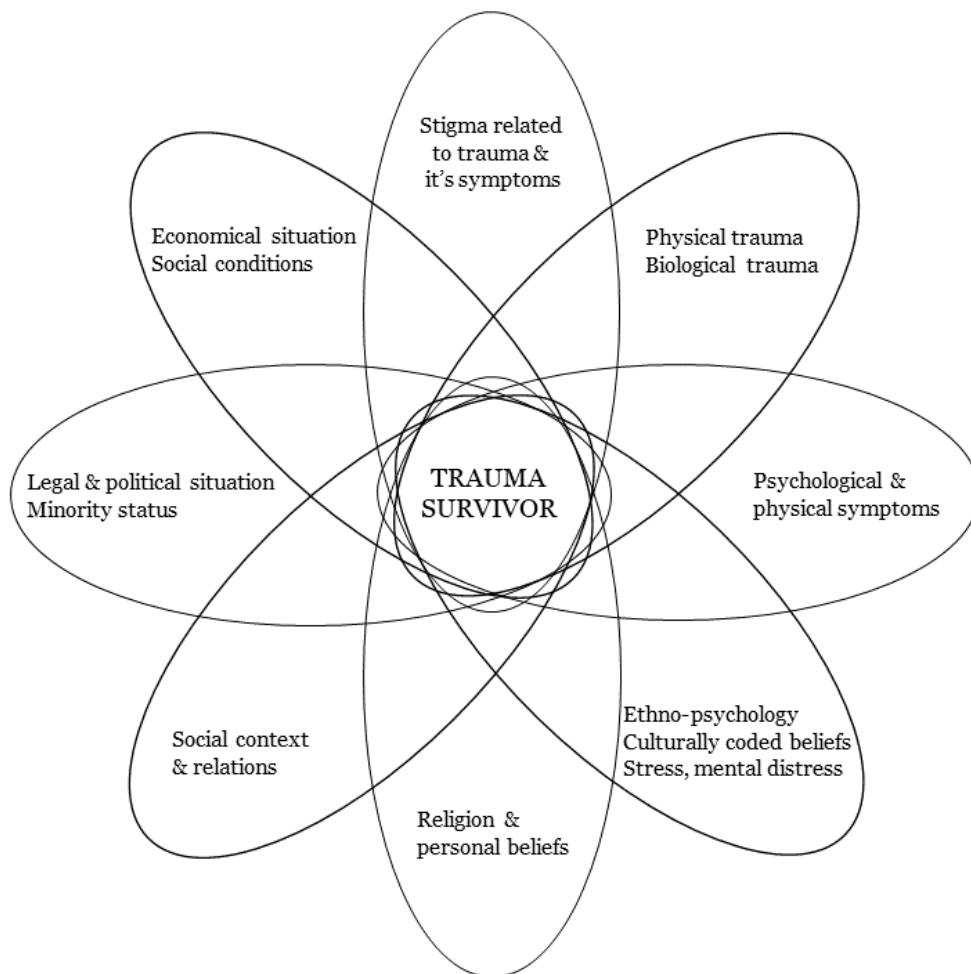 Stigma related
to trauma &
it's symptoms
Economical situation
Social conditions
Physical trauma
Biological trauma
Legal & political situation
Minority status
TRAUMA
SURVIVOR
Psychological &
physical symptoms
Social context
& relations
Ethno-psychology
Culturally coded beliefs
Stress, mental distress
Religion &
personal beliefs